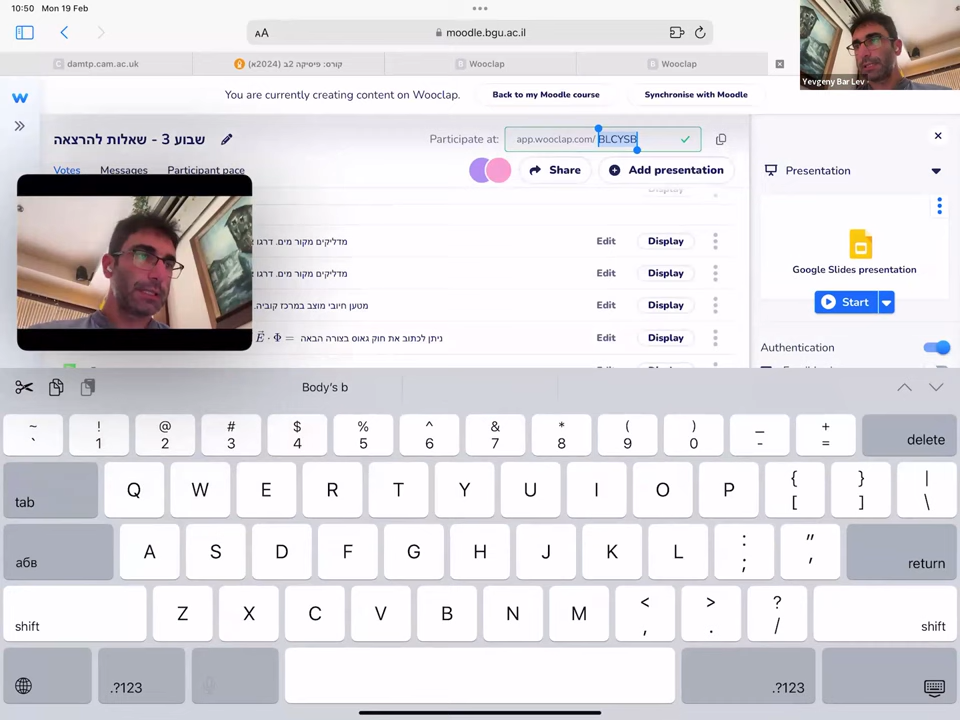 10:50 Mon 19 Feb
AA moodle.bgu.ac.il
C damtp.cam.ac.uk
קורס: פיסיקה 2ב (2024א)
Wooclap
Wooclap
Yevgeny Bar Lev
You are currently creating content on Wooclap.
Back to my Moodle course
Synchronise with Moodle
שבוע 3 - שאלות להרצאה
Participate at:
app.wooclap.com/ BLCYSB
Votes Messages Participant pace
Share
Add presentation
Presentation
Display
מדליקים מקור מים. דרגו
Edit Display
מדליקים מקור מים. דרגו
Edit Display
מטען חיובי מוצב במרכז קוביה.
Edit Display
ניתן לכתוב את חוק גאוס בצורה הבאה = Φ · E⃗
Edit Display
Google Slides presentation
Start
Authentication
Body's b
~ ! @ # $ % ^ & * ( ) _ +
` 1 2 3 4 5 6 7 8 9 0 - = delete
tab Q W E R T Y U I O P { [ } ] | \
абв A S D F G H J K L : ; " ' return
shift Z X C V B N M < , > . ? / shift
.?123 .?123